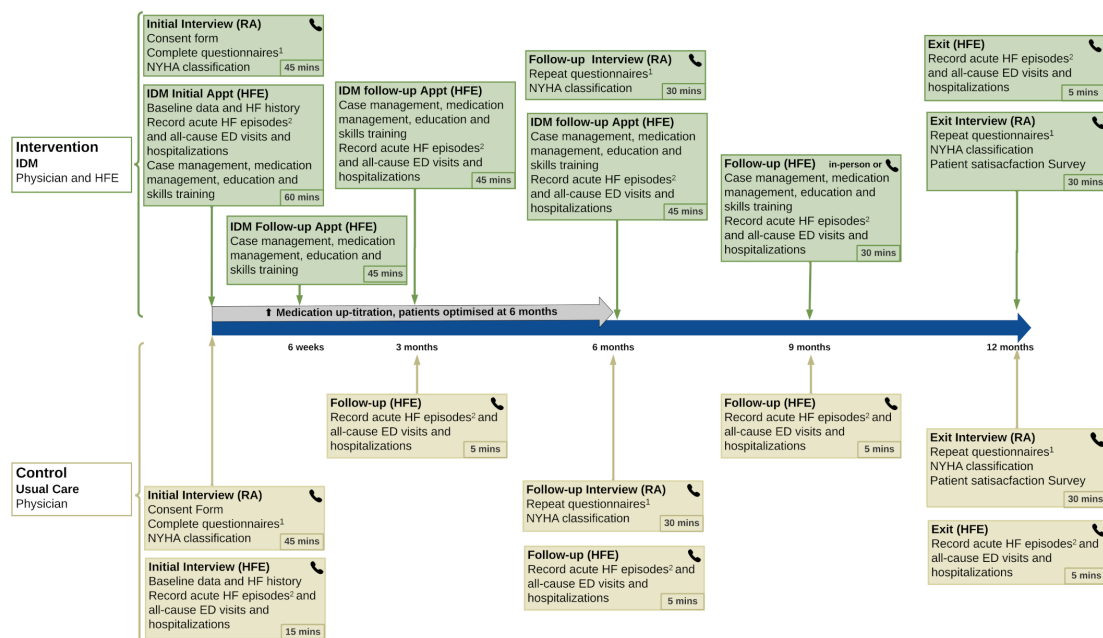 Initial Interview (RA)
Consent form
Complete questionnaires1
NYHA classification
45 mins
IDM Initial Appt (HFE)
Baseline data and HF history
Record acute HF episodes2
and all-cause ED visits and
hospitalizations
Case management, medication
management, education and
skills training
60 mins
IDM Follow-up Appt (HFE)
Case management, medication
management, education and
skills training
45 mins
IDM follow-up Appt (HFE)
Case management, medication
management, education and
skills training
Record acute HF episodes2
and all-cause ED visits and
hospitalizations
45 mins
Follow-up Interview (RA)
Repeat questionnaires1
NYHA classification
30 mins
IDM follow-up Appt (HFE)
Case management, medication
management, education and
skills training
Record acute HF episodes2
and all-cause ED visits and
hospitalizations
45 mins
Follow-up (HFE) in-person or
Case management, medication
management, education and
skills training
Record acute HF episodes2
and all-cause ED visits
and hospitalizations
30 mins
Exit (HFE)
Record acute HF episodes2
and all-cause ED visits and
hospitalizations
5 mins
Exit Interview (RA)
Repeat questionnaires1
NYHA classification
Patient satisacfaction Survey
30 mins
Intervention
IDM
Physician and HFE
⬆ Medication up-titration, patients optimised at 6 months
6 weeks
3 months
6 months
9 months
12 months
Control
Usual Care
Physician
Initial Interview (RA)
Consent Form
Complete questionnaires1
NYHA classification
45 mins
Initial Interview (HFE)
Baseline data and HF history
Record acute HF episodes2 and
all-cause ED visits and
hospitalizations
15 mins
Follow-up (HFE)
Record acute HF episodes2 and
all-cause ED visits and
hospitalizations
5 mins
Follow-up Interview (RA)
Repeat questionnaires1
NYHA classification
30 mins
Follow-up (HFE)
Record acute HF episodes2 and
all-cause ED visits and
hospitalizations
5 mins
Follow-up (HFE)
Record acute HF episodes2 and
all-cause ED visits and
hospitalizations
5 mins
Exit Interview (RA)
Repeat questionnaires1
NYHA classification
Patient satisacfaction Survey
30 mins
Exit (HFE)
Record acute HF episodes2 and
all-cause ED visits and
hospitalizations
5 mins